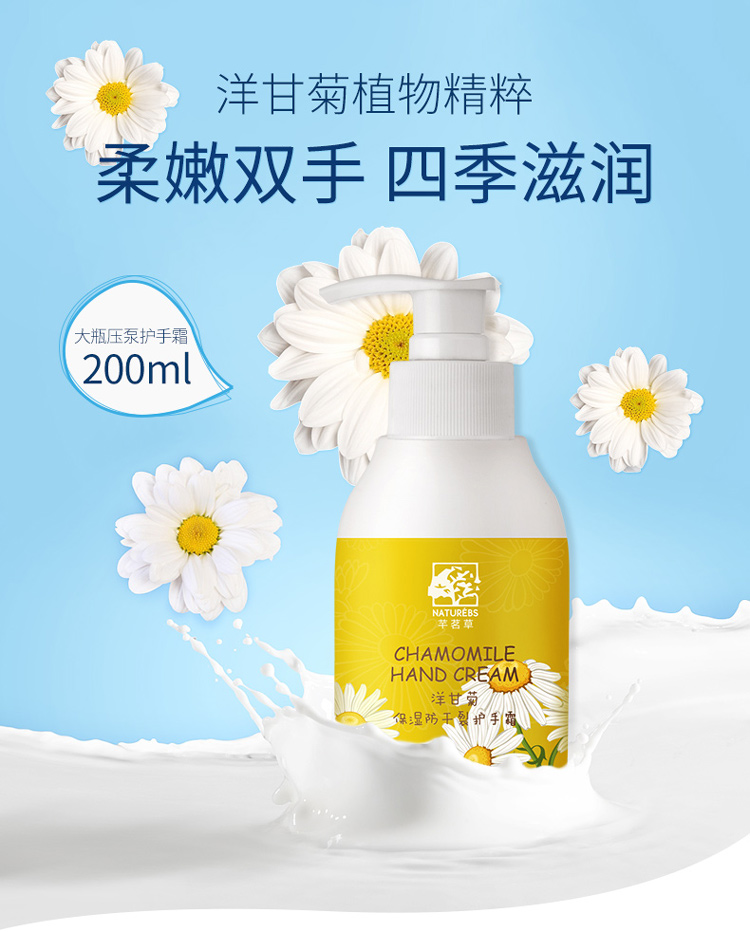 洋甘菊植物精粹
柔嫩双手 四季滋润
大瓶压泵护手霜
200ml
NATURËBS
芊茗草
CHAMOMILE
HAND CREAM
洋甘菊
保湿防干裂护手霜